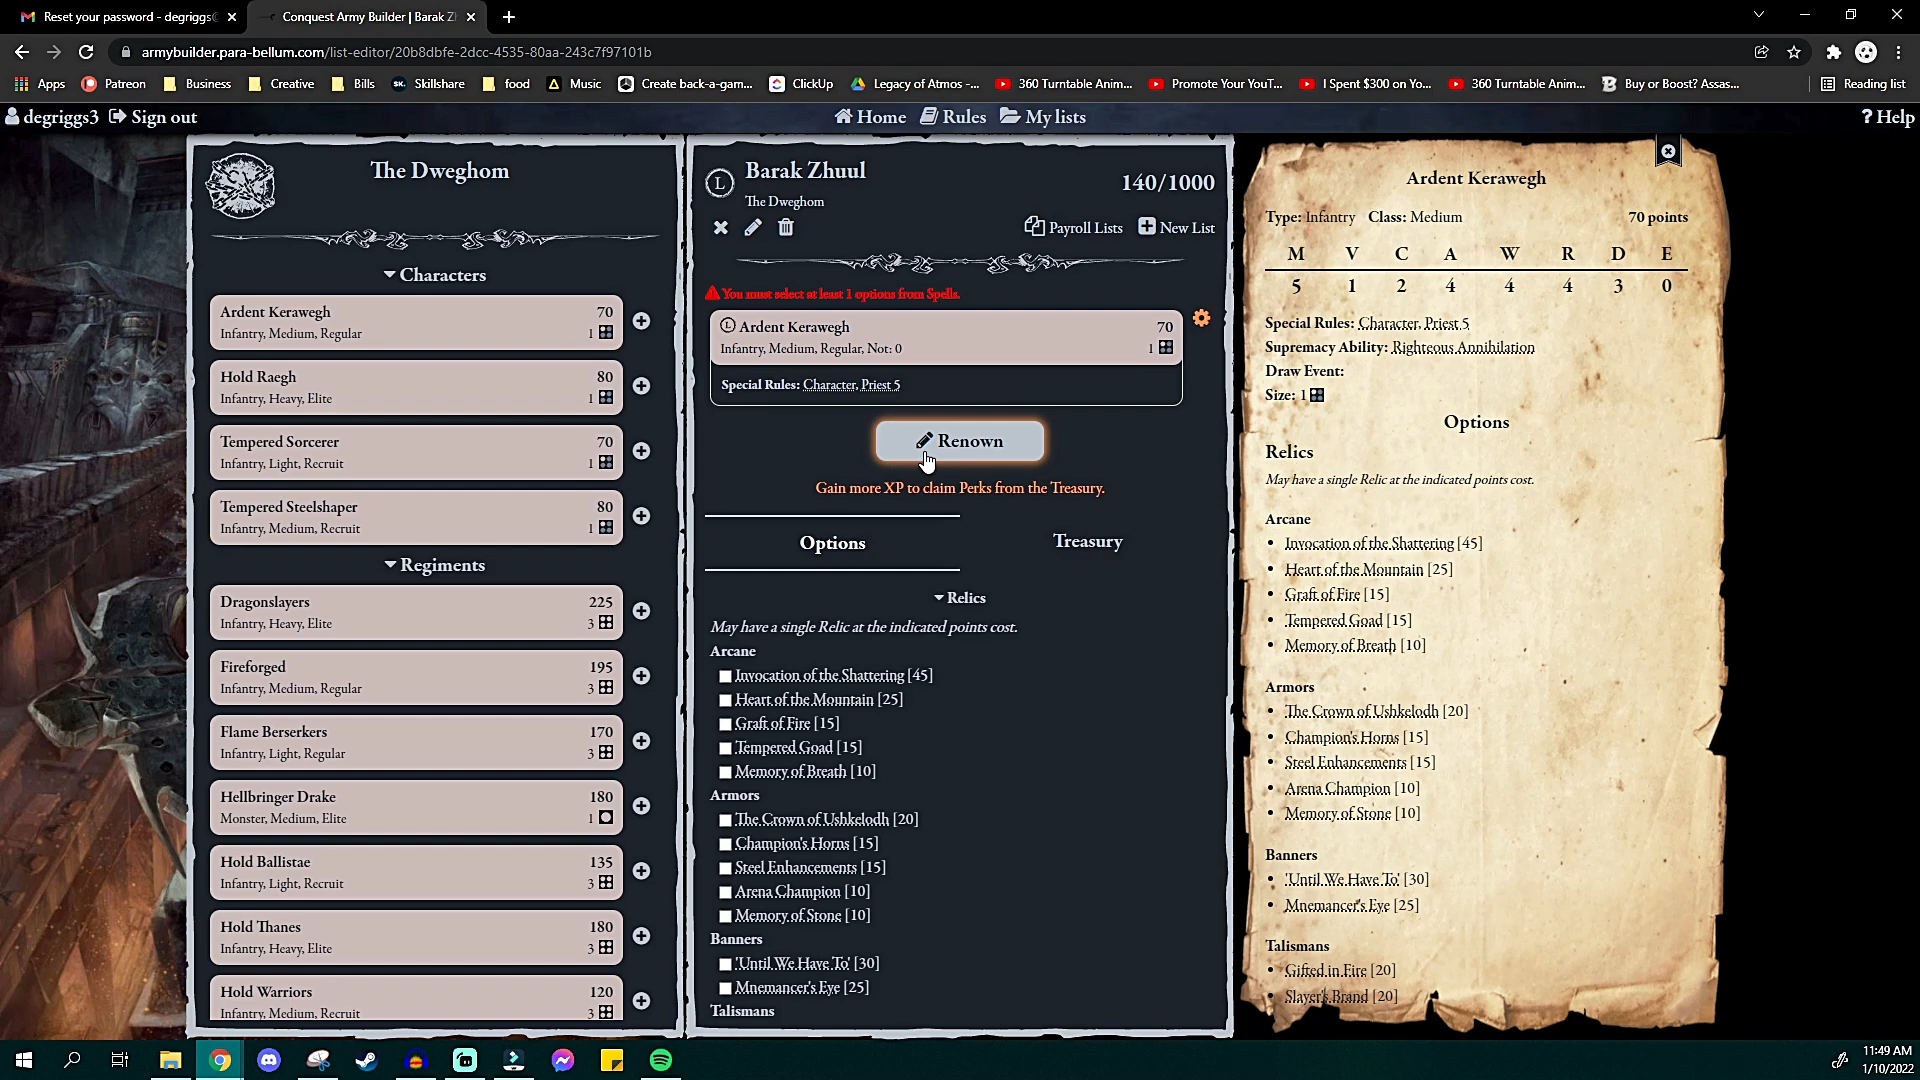 Reset your password - degriggs@
Conquest Army Builder | Barak Zh
armybuilder.para-bellum.com/list-editor/20b8dbfe-2dcc-4535-80aa-243c7f97101b
Apps Patreon Business Creative Bills SK. Skillshare food Music Create back-a-gam... ClickUp Legacy of Atmos -... 360 Turntable Anim... Promote Your YouT... I Spent $300 on Yo... 360 Turntable Anim... Buy or Boost? Assas... Reading list
degriggs3 Sign out Home Rules My lists ? Help
The Dweghom
Characters
Ardent Kerawegh 70
Infantry, Medium, Regular 1
Hold Raegh 80
Infantry, Heavy, Elite 1
Tempered Sorcerer 70
Infantry, Light, Recruit 1
Tempered Steelshaper 80
Infantry, Medium, Recruit 1
Regiments
Dragonslayers 225
Infantry, Heavy, Elite 3
Fireforged 195
Infantry, Medium, Regular 3
Flame Berserkers 170
Infantry, Light, Regular 3
Hellbringer Drake 180
Monster, Medium, Elite 1
Hold Ballistae 135
Infantry, Light, Recruit 3
Hold Thanes 180
Infantry, Heavy, Elite 3
Hold Warriors 120
Infantry, Medium, Recruit 3
L Barak Zhuul 140/1000
The Dweghom
Payroll Lists New List
You must select at least 1 options from Spells.
L Ardent Kerawegh 70
Infantry, Medium, Regular, Not: 0 1
Special Rules: Character, Priest 5
Renown
Gain more XP to claim Perks from the Treasury.
Options Treasury
Relics
May have a single Relic at the indicated points cost.
Arcane
Invocation of the Shattering [45]
Heart of the Mountain [25]
Graft of Fire [15]
Tempered Goad [15]
Memory of Breath [10]
Armors
The Crown of Ushkelodh [20]
Champion's Horns [15]
Steel Enhancements [15]
Arena Champion [10]
Memory of Stone [10]
Banners
'Until We Have To' [30]
Mnemancer's Eye [25]
Talismans
Ardent Kerawegh
Type: Infantry Class: Medium 70 points
M V C A W R D E
5 1 2 4 4 4 3 0
Special Rules: Character, Priest 5
Supremacy Ability: Righteous Annihilation
Draw Event:
Size: 1
Options
Relics
May have a single Relic at the indicated points cost.
Arcane
• Invocation of the Shattering [45]
• Heart of the Mountain [25]
• Graft of Fire [15]
• Tempered Goad [15]
• Memory of Breath [10]
Armors
• The Crown of Ushkelodh [20]
• Champion's Horns [15]
• Steel Enhancements [15]
• Arena Champion [10]
• Memory of Stone [10]
Banners
• 'Until We Have To' [30]
• Mnemancer's Eye [25]
Talismans
• Gifted in Fire [20]
• Slayer's Brand [20]
11:49 AM
1/10/2022